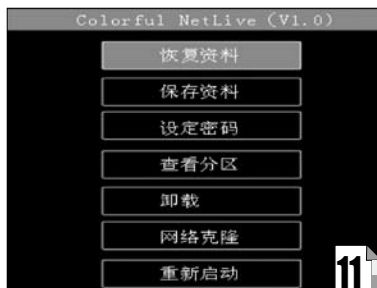 Colorful NetLive (V1.0)
恢复资料
保存资料
设定密码
查看分区
卸载
网络克隆
重新启动
11